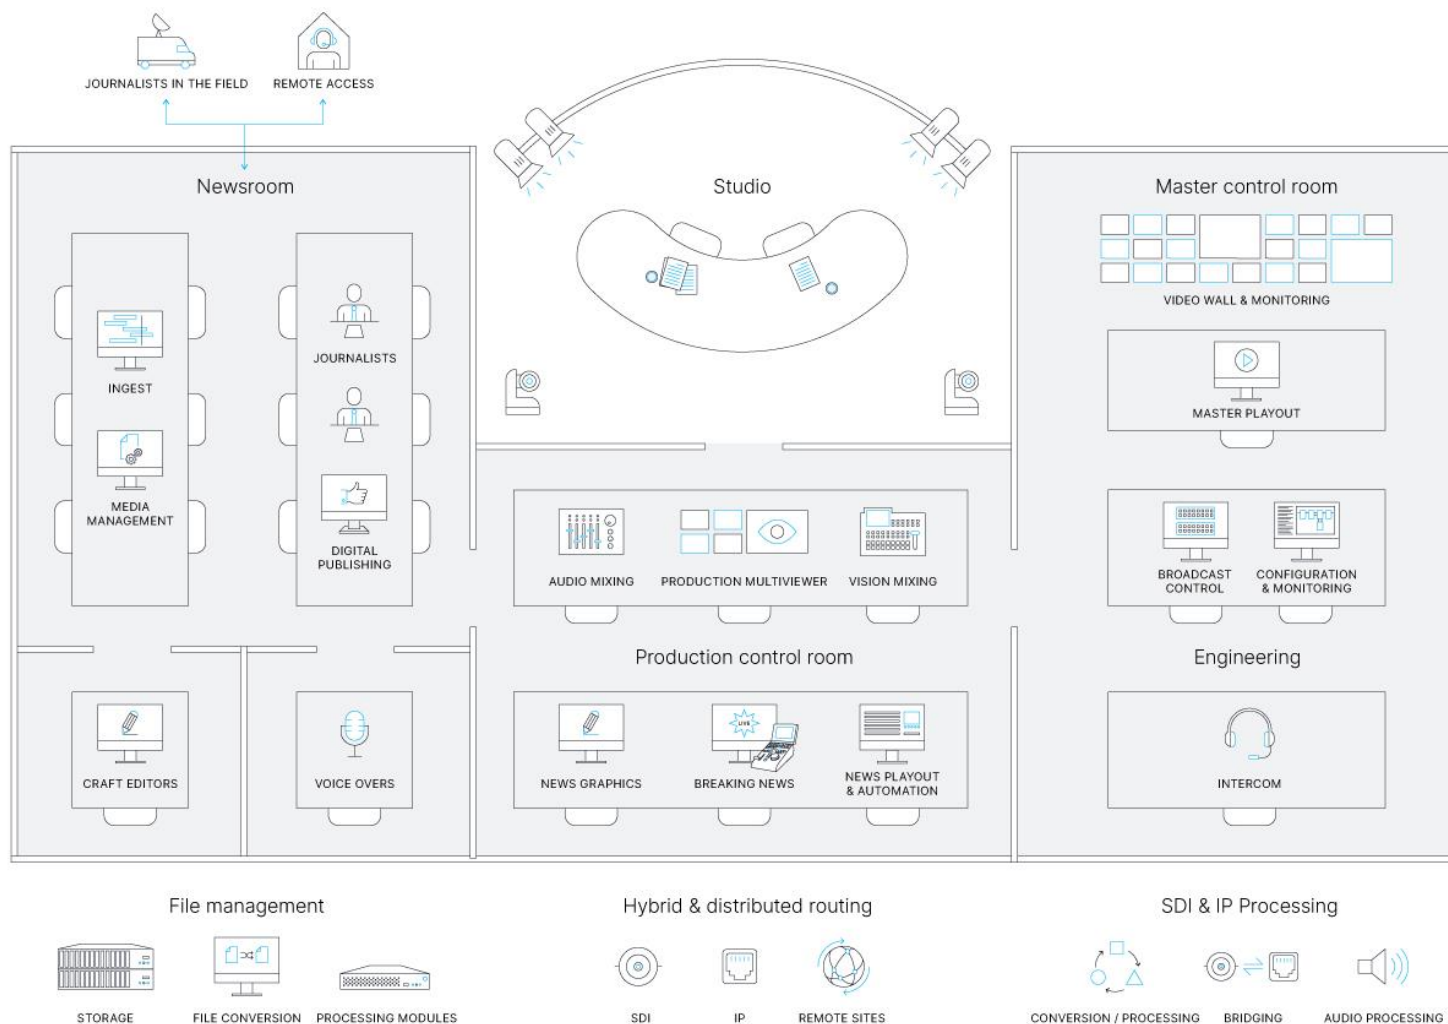 JOURNALISTS IN THE FIELD
REMOTE ACCESS
Newsroom
INGEST
MEDIA
MANAGEMENT
JOURNALISTS
DIGITAL
PUBLISHING
CRAFT EDITORS
VOICE OVERS
Studio
AUDIO MIXING
PRODUCTION MULTIVIEWER
VISION MIXING
Production control room
NEWS GRAPHICS
LIVE
BREAKING NEWS
NEWS PLAYOUT
& AUTOMATION
Master control room
VIDEO WALL & MONITORING
MASTER PLAYOUT
BROADCAST
CONTROL
CONFIGURATION
& MONITORING
Engineering
INTERCOM
File management
STORAGE
FILE CONVERSION
PROCESSING MODULES
Hybrid & distributed routing
SDI
IP
REMOTE SITES
SDI & IP Processing
CONVERSION / PROCESSING
BRIDGING
AUDIO PROCESSING